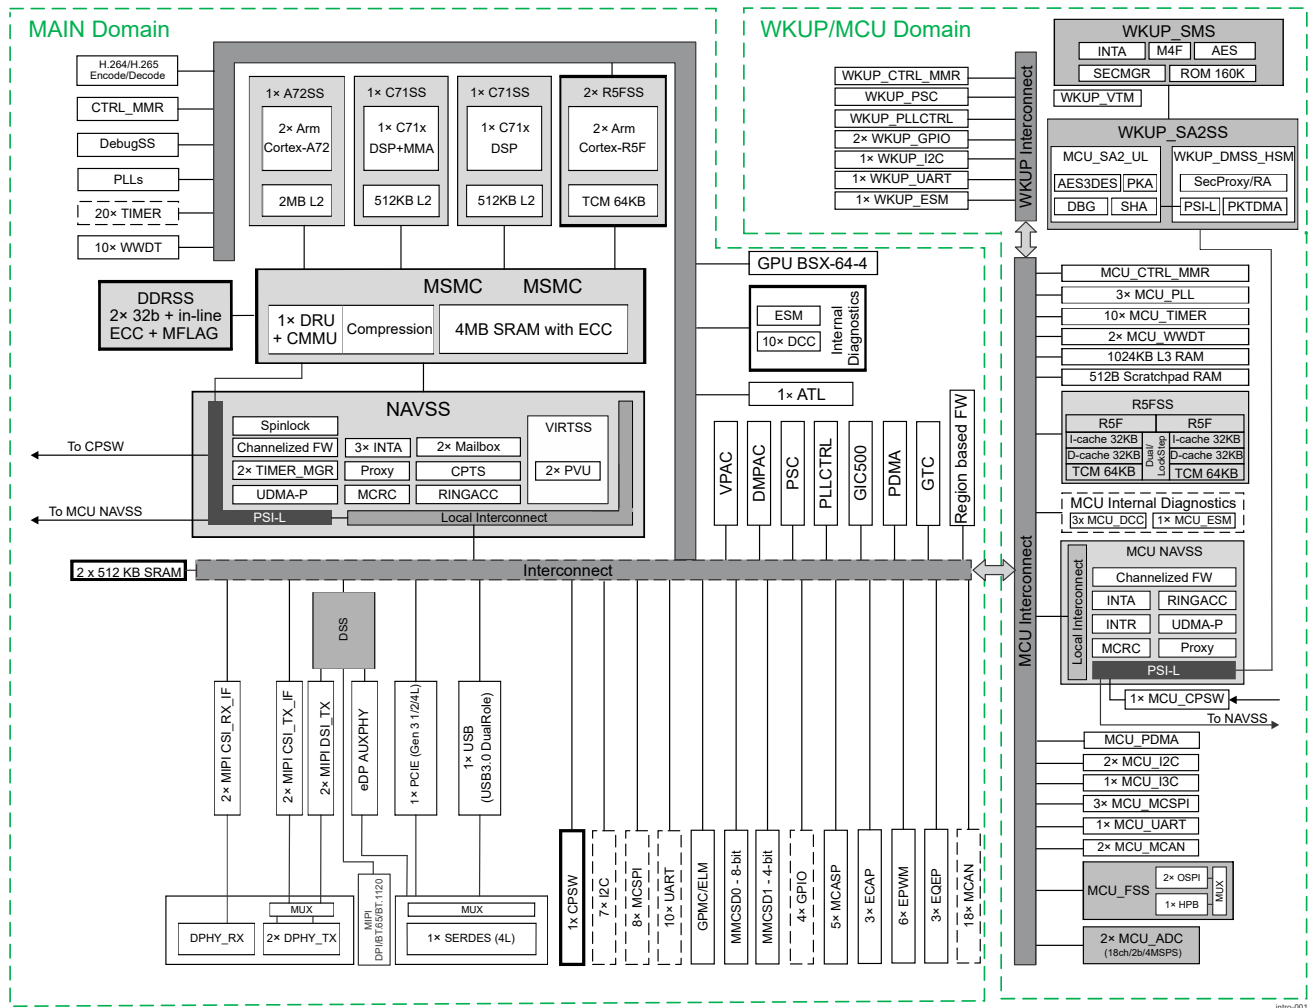 MAIN Domain
H.264/H.265
Encode/Decode
CTRL_MMR
DebugSS
PLLs
20× TIMER
10× WWDT
1× A72SS
2× Arm
Cortex-A72
2MB L2
1× C71SS
1× C71x
DSP+MMA
512KB L2
1× C71SS
1× C71x
DSP
512KB L2
2× R5FSS
2× Arm
Cortex-R5F
TCM 64KB
DDRSS
2× 32b + in-line
ECC + MFLAG
MSMC
MSMC
1× DRU
+ CMMU
Compression
4MB SRAM with ECC
GPU BSX-64-4
ESM
10× DCC
Internal
Diagnostics
1× ATL
NAVSS
Spinlock
Channelized FW
2× TIMER_MGR
UDMA-P
3× INTA
Proxy
MCRC
2× Mailbox
CPTS
RINGACC
VIRTSS
2× PVU
PSI-L
Local Interconnect
To CPSW
To MCU NAVSS
VPAC
DMPAC
PSC
PLLCTRL
GIC500
PDMA
GTC
Region based FW
2 x 512 KB SRAM
Interconnect
DSS
2× MIPI CSI_RX_IF
2× MIPI CSI_TX_IF
2× MIPI DSI_TX
eDP AUXPHY
1× PCIE (Gen 3 1/2/4L)
1× USB
(USB3.0 DualRole)
DPHY_RX
MUX
2× DPHY_TX
MIPI
DPI/BT.65/BT.1120
MUX
1× SERDES (4L)
1x CPSW
7× I2C
8× MCSPI
10× UART
GPMC/ELM
MMCSD0 - 8-bit
MMCSD1 - 4-bit
4× GPIO
5× MCASP
3× ECAP
6× EPWM
3× EQEP
18× MCAN
WKUP/MCU Domain
WKUP_CTRL_MMR
WKUP_PSC
WKUP_PLLCTRL
2× WKUP_GPIO
1× WKUP_I2C
1× WKUP_UART
1× WKUP_ESM
WKUP Interconnect
WKUP_SMS
INTA
M4F
AES
SECMGR
ROM 160K
WKUP_VTM
WKUP_SA2SS
MCU_SA2_UL
AES3DES
PKA
DBG
SHA
WKUP_DMSS_HSM
SecProxy/RA
PSI-L
PKTDMA
MCU Interconnect
MCU_CTRL_MMR
3× MCU_PLL
10× MCU_TIMER
2× MCU_WWDT
1024KB L3 RAM
512B Scratchpad RAM
R5FSS
R5F
I-cache 32KB
D-cache 32KB
TCM 64KB
Dual/
LockStep
R5F
I-cache 32KB
D-cache 32KB
TCM 64KB
MCU Internal Diagnostics
3x MCU_DCC
1× MCU_ESM
MCU NAVSS
Local Interconnect
Channelized FW
INTA
RINGACC
INTR
UDMA-P
MCRC
Proxy
PSI-L
1× MCU_CPSW
To NAVSS
MCU_PDMA
2× MCU_I2C
1× MCU_I3C
3× MCU_MCSPI
1× MCU_UART
2× MCU_MCAN
MCU_FSS
2× OSPI
1× HPB
MUX
2× MCU_ADC
(18ch/2b/4MSPS)
intro-001